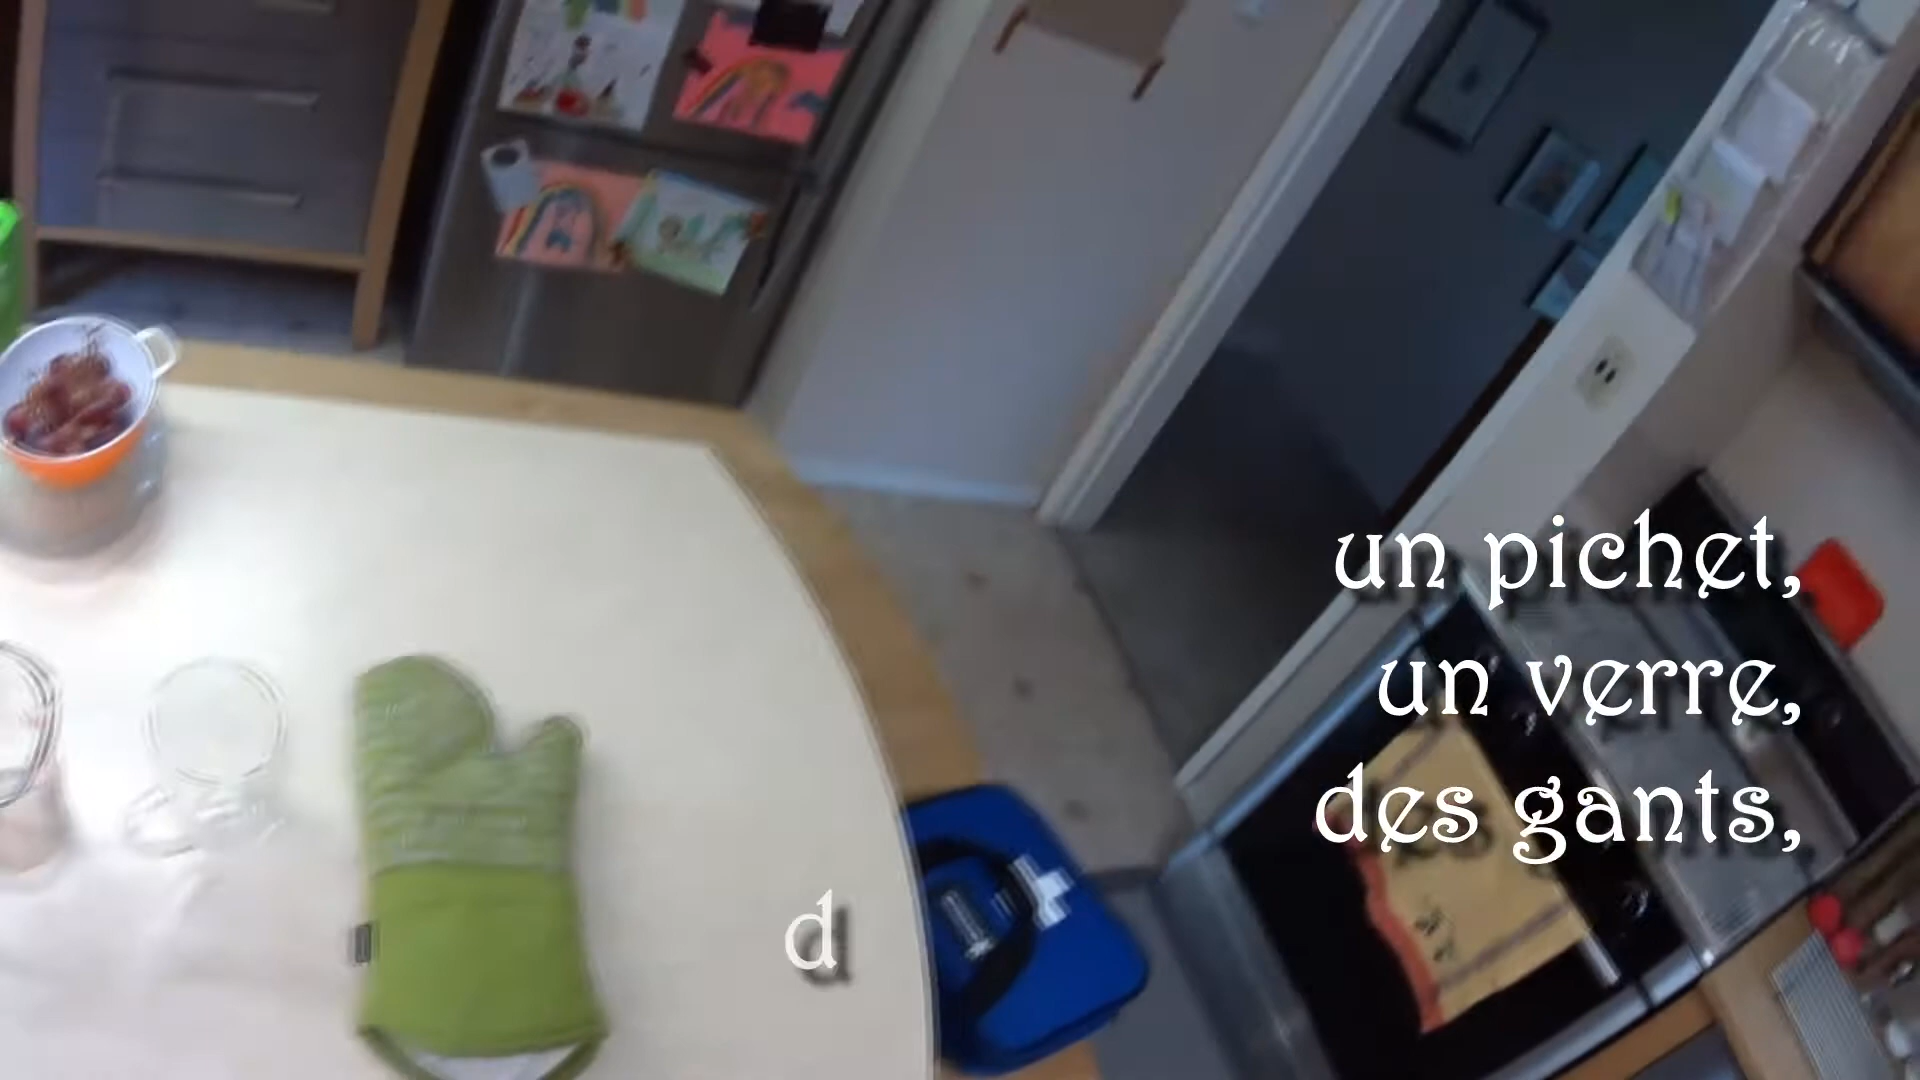 un pichet,
un verre,
des gants,
d